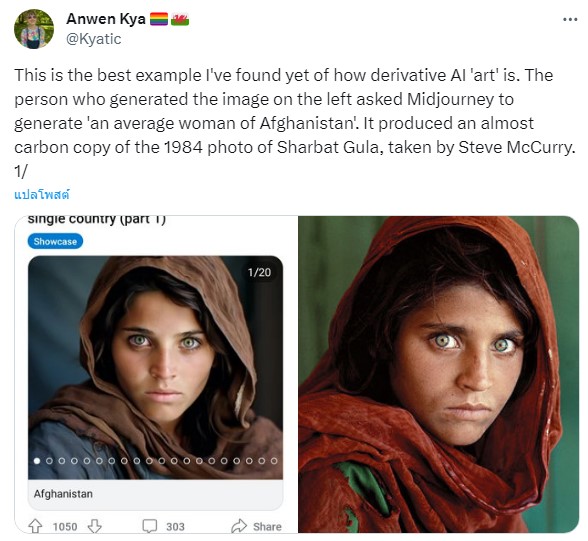 Anwen Kya
@Kyatic
This is the best example I've found yet of how derivative AI 'art' is. The
person who generated the image on the left asked Midjourney to
generate 'an average woman of Afghanistan'. It produced an almost
carbon copy of the 1984 photo of Sharbat Gula, taken by Steve McCurry.
1/
แปลโพสต์
single country (part 1)
Showcase
1/20
Afghanistan
1050
303
Share